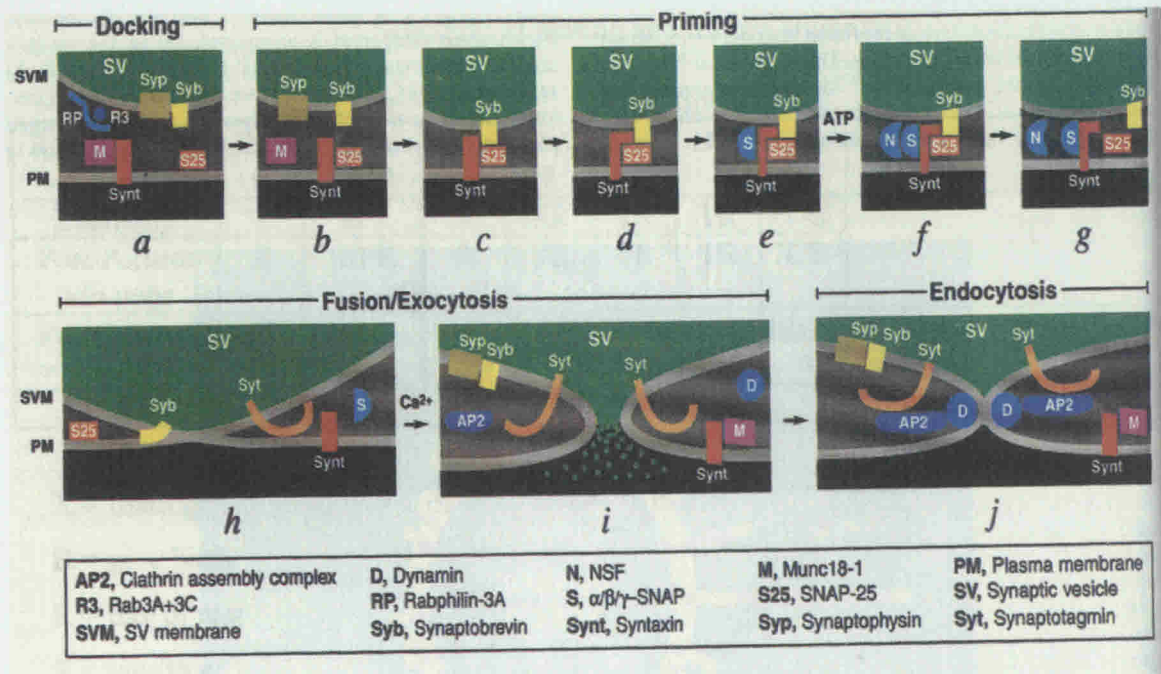 Docking
Priming
SVM
PM
RP
R3
Syp
Syb
M
S25
Synt
a
SV
Syp
Syb
M
S25
Synt
b
SV
Syb
S25
Synt
c
SV
Syb
S25
Synt
d
SV
Syb
S
S25
Synt
e
ATP
SV
Syb
N
S
S25
Synt
f
SV
Syb
N
S
S25
Synt
g
Fusion/Exocytosis
Endocytosis
SVM
PM
SV
Syb
Syt
S
S25
Synt
h
Ca²⁺
Syp
Syb
Syt
SV
Syt
D
AP2
M
Synt
i
Syp
Syb
Syt
SV
Syt
AP2
D
D
AP2
M
Synt
j
AP2, Clathrin assembly complex
R3, Rab3A+3C
SVM, SV membrane
D, Dynamin
RP, Rabphilin-3A
Syb, Synaptobrevin
N, NSF
S, α/β/γ-SNAP
Synt, Syntaxin
M, Munc18-1
S25, SNAP-25
Syp, Synaptophysin
PM, Plasma membrane
SV, Synaptic vesicle
Syt, Synaptotagmin